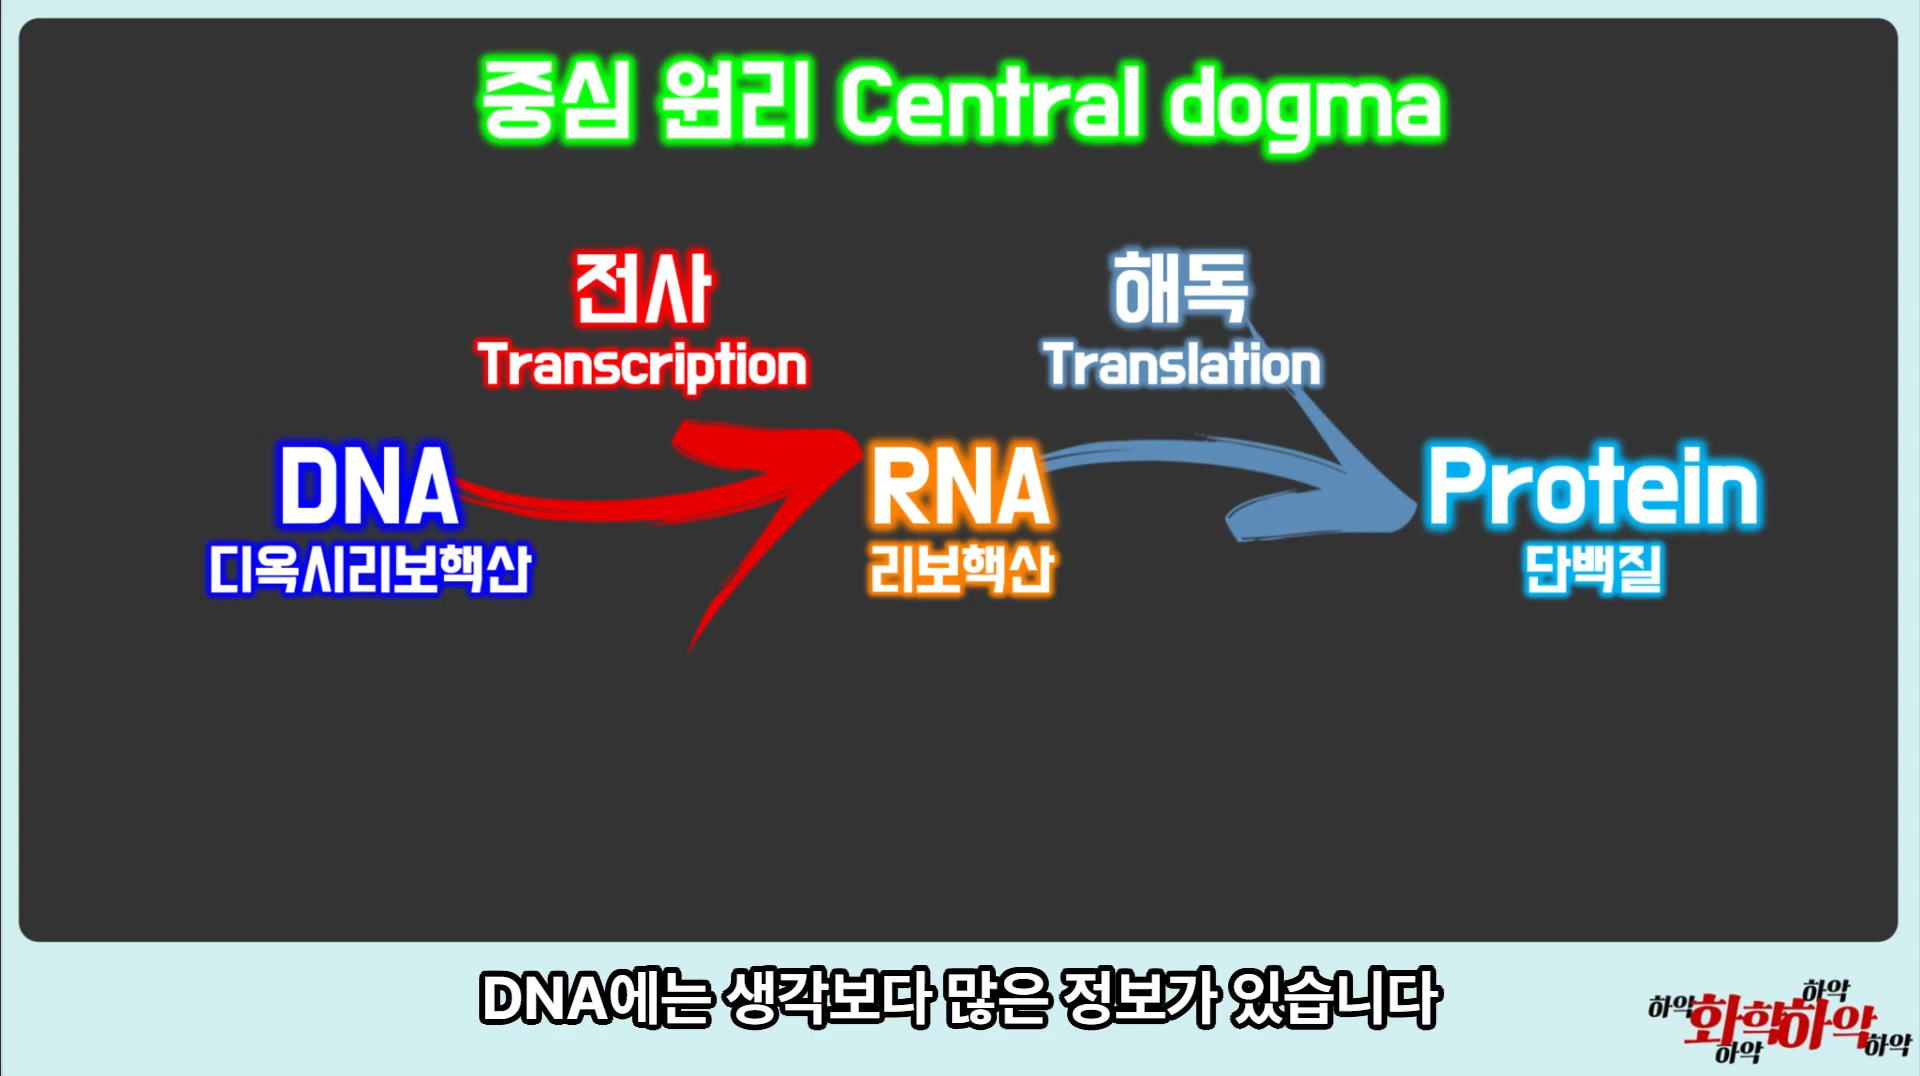 중심 원리 Central dogma
전사
Transcription
해독
Translation
DNA
디옥시리보핵산
RNA
리보핵산
Protein
단백질
DNA에는 생각보다 많은 정보가 있습니다
하악
하악
화학하악
하악
하악